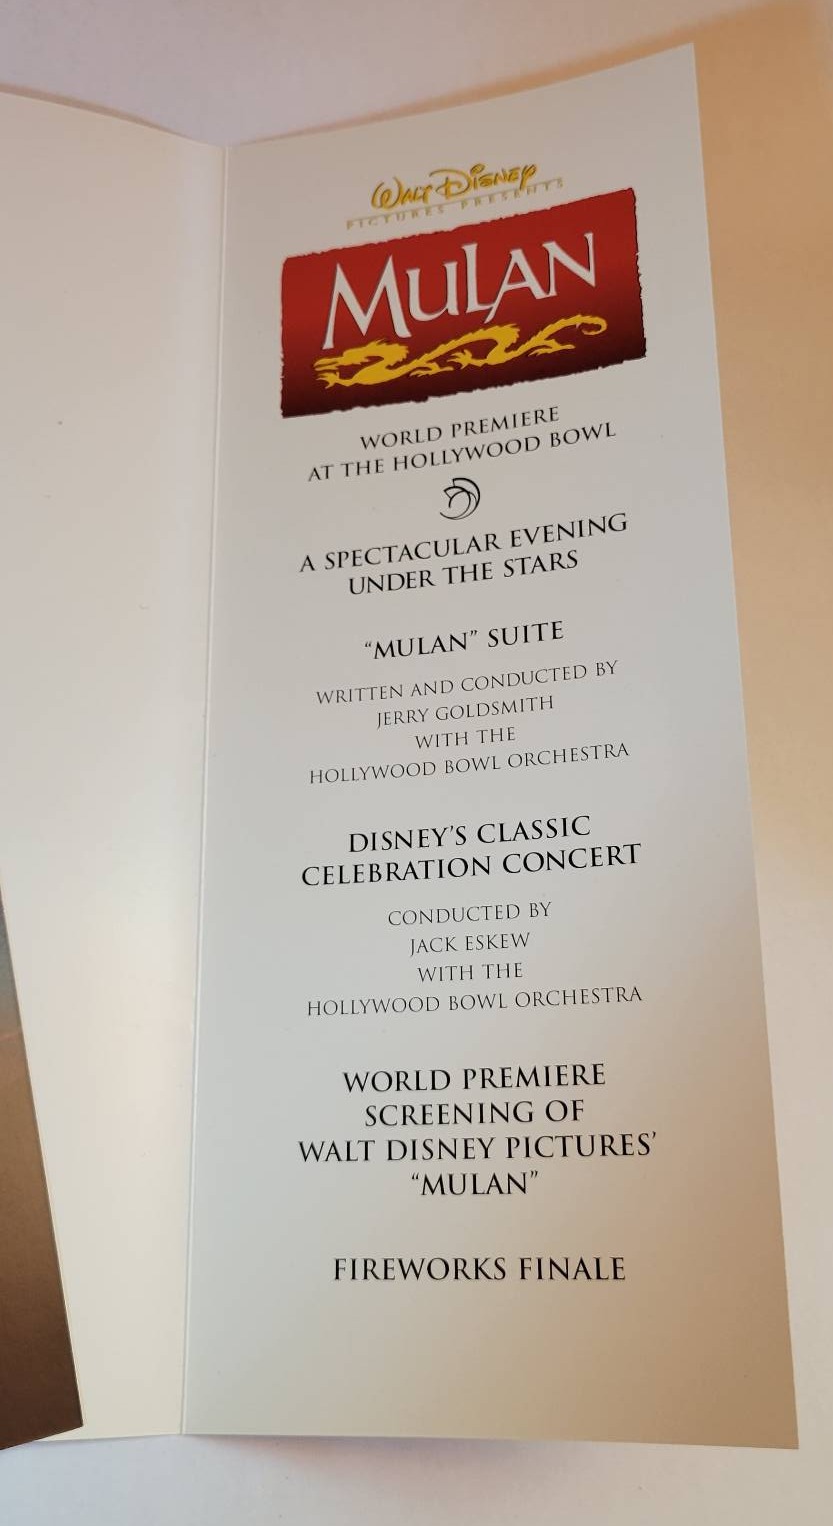 Walt Disney
PICTURES PRESENTS
MULAN
WORLD PREMIERE
AT THE HOLLYWOOD BOWL
A SPECTACULAR EVENING
UNDER THE STARS
“MULAN” SUITE
WRITTEN AND CONDUCTED BY
JERRY GOLDSMITH
WITH THE
HOLLYWOOD BOWL ORCHESTRA
DISNEY’S CLASSIC
CELEBRATION CONCERT
CONDUCTED BY
JACK ESKEW
WITH THE
HOLLYWOOD BOWL ORCHESTRA
WORLD PREMIERE
SCREENING OF
WALT DISNEY PICTURES’
“MULAN”
FIREWORKS FINALE